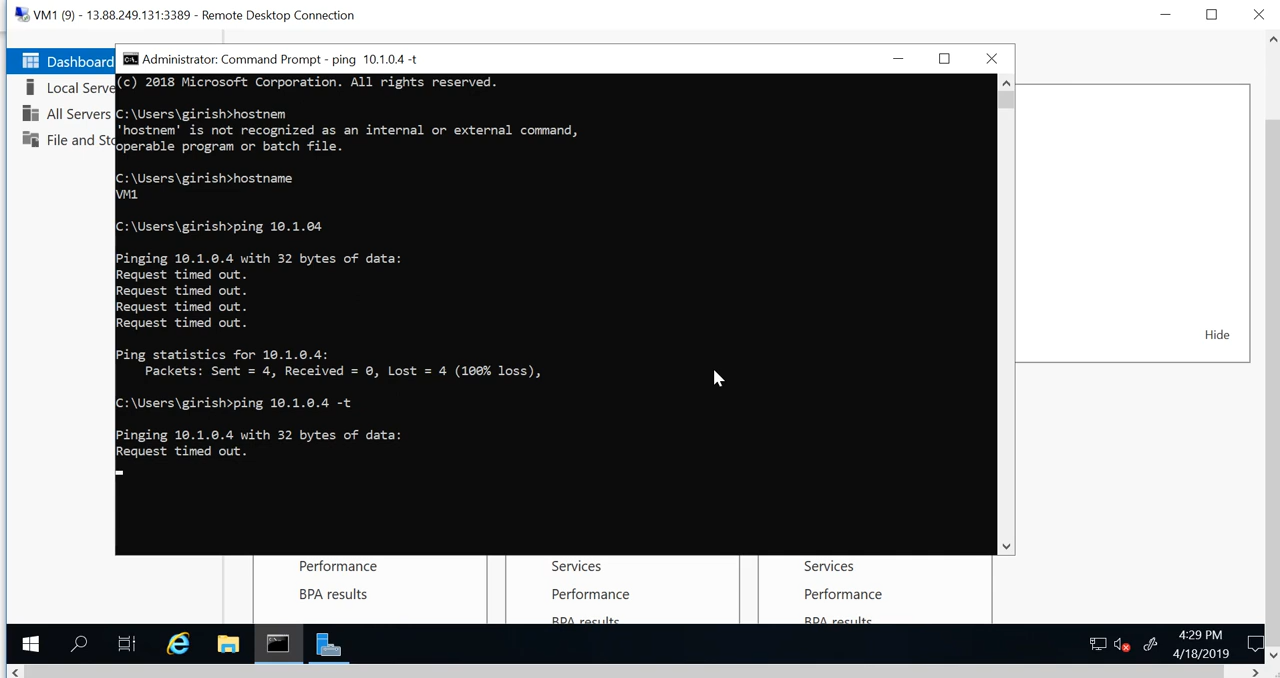 VM1 (9) - 13.88.249.131:3389 - Remote Desktop Connection
Dashboard
Administrator: Command Prompt - ping  10.1.0.4 -t
Local Serve
All Servers
File and Sto
(c) 2018 Microsoft Corporation. All rights reserved.
C:\Users\girish>hostnem
'hostnem' is not recognized as an internal or external command,
operable program or batch file.
C:\Users\girish>hostname
VM1
C:\Users\girish>ping 10.1.04
Pinging 10.1.0.4 with 32 bytes of data:
Request timed out.
Request timed out.
Request timed out.
Request timed out.
Ping statistics for 10.1.0.4:
    Packets: Sent = 4, Received = 0, Lost = 4 (100% loss),
C:\Users\girish>ping 10.1.0.4 -t
Pinging 10.1.0.4 with 32 bytes of data:
Request timed out.
Hide
Performance
Services
Services
BPA results
Performance
Performance
BPA results
BPA results
4:29 PM
4/18/2019